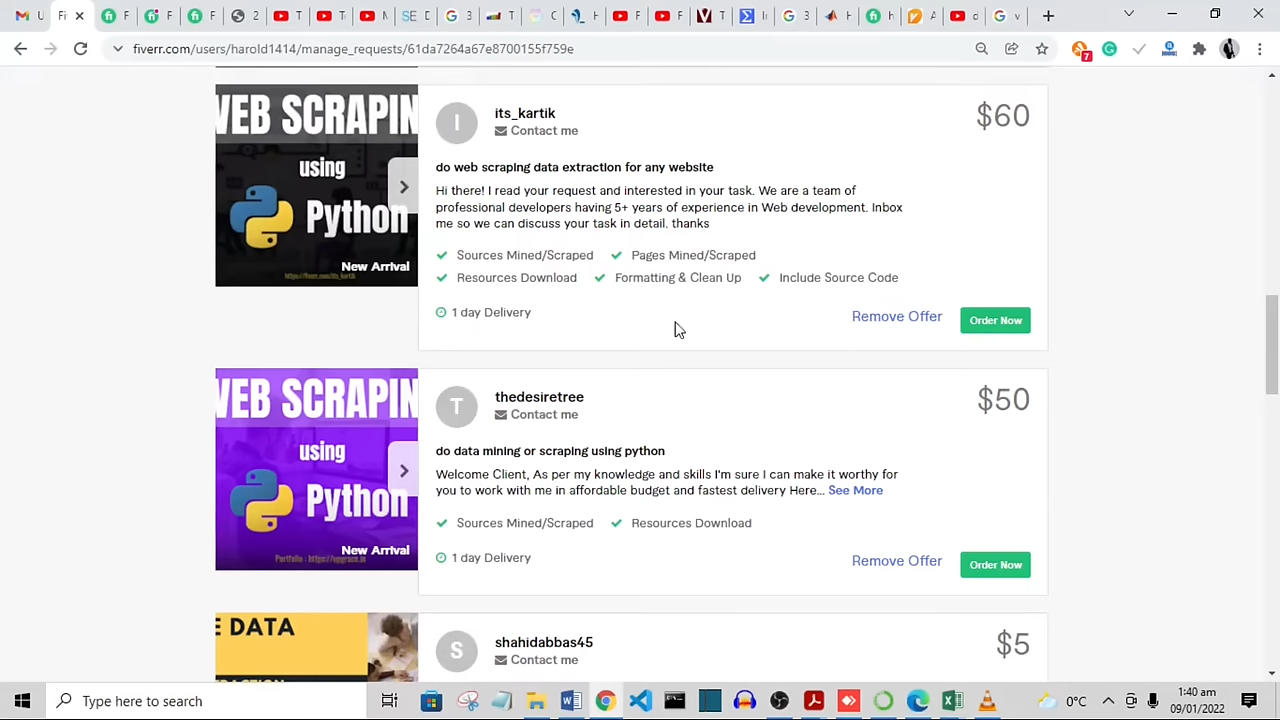 Fi
T
F
T
F
2
T
T
G 3
C
T
F
F
T
I
G 3
T
h
A
d
G t
fiverr.com/users/harold1414/manage_requests/61da7264a67e8700155f759e
7
WEB SCRAPIN
using
Python
New Arrival
I
its_kartik
Contact me
$60
do web scraping data extraction for any website
Hi there! I read your request and interested in your task. We are a team of
professional developers having 5+ years of experience in Web development. Inbox
me so we can discuss your task in detail. thanks
Sources Mined/Scraped Pages Mined/Scraped
Resources Download Formatting & Clean Up Include Source Code
1 day Delivery
Remove Offer
Order Now
WEB SCRAPIN
using
Python
New Arrival
T
thedesiretree
Contact me
$50
do data mining or scraping using python
Welcome Client, As per my knowledge and skills I'm sure I can make it worthy for
you to work with me in affordable budget and fastest delivery Here... See More
Sources Mined/Scraped Resources Download
1 day Delivery
Remove Offer
Order Now
E DATA
S
shahidabbas45
Contact me
$5
Type here to search
0°C
1:40 am
09/01/2022